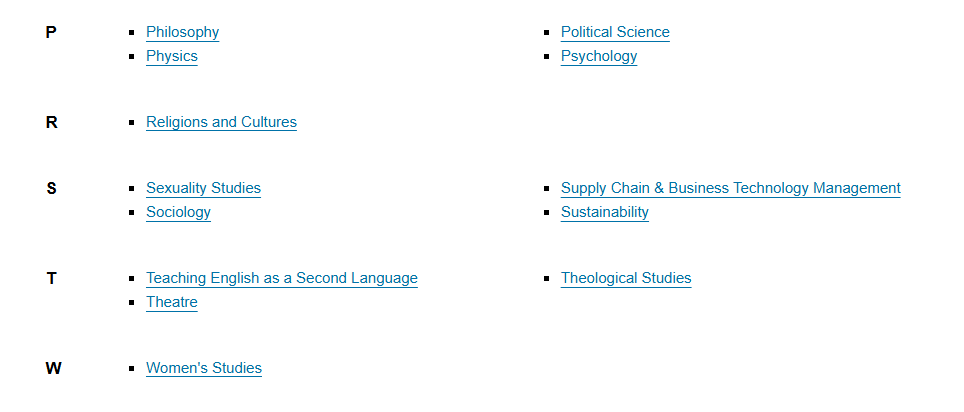 P
Philosophy
Physics
Political Science
Psychology
R
Religions and Cultures
S
Sexuality Studies
Sociology
Supply Chain & Business Technology Management
Sustainability
T
Teaching English as a Second Language
Theatre
Theological Studies
W
Women's Studies